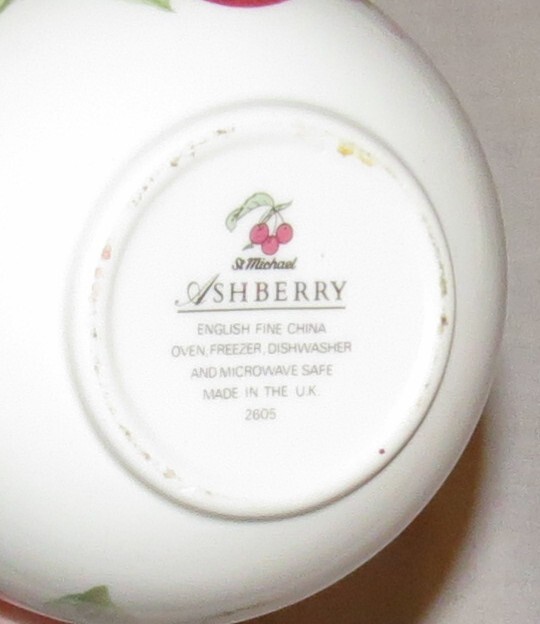 St Michael
ASHBERRY
ENGLISH FINE CHINA
OVEN, FREEZER, DISHWASHER
AND MICROWAVE SAFE
MADE IN THE U.K.
2605